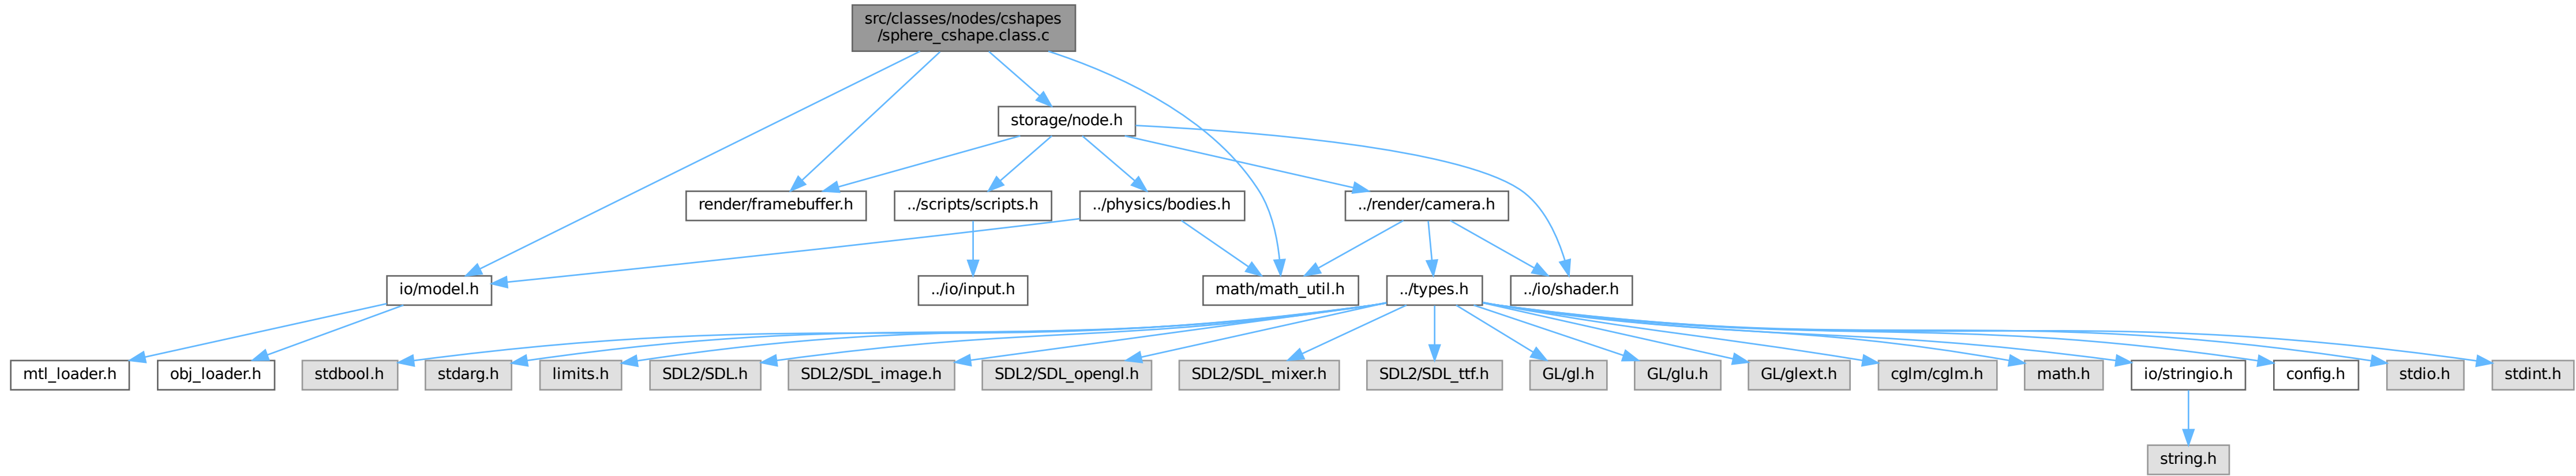 src/classes/nodes/cshapes
/sphere_cshape.class.c
storage/node.h
render/framebuffer.h
../scripts/scripts.h
../physics/bodies.h
../render/camera.h
io/model.h
../io/input.h
math/math_util.h
../types.h
../io/shader.h
mtl_loader.h
obj_loader.h
stdbool.h
stdarg.h
limits.h
SDL2/SDL.h
SDL2/SDL_image.h
SDL2/SDL_opengl.h
SDL2/SDL_mixer.h
SDL2/SDL_ttf.h
GL/gl.h
GL/glu.h
GL/glext.h
cglm/cglm.h
math.h
io/stringio.h
config.h
stdio.h
stdint.h
string.h